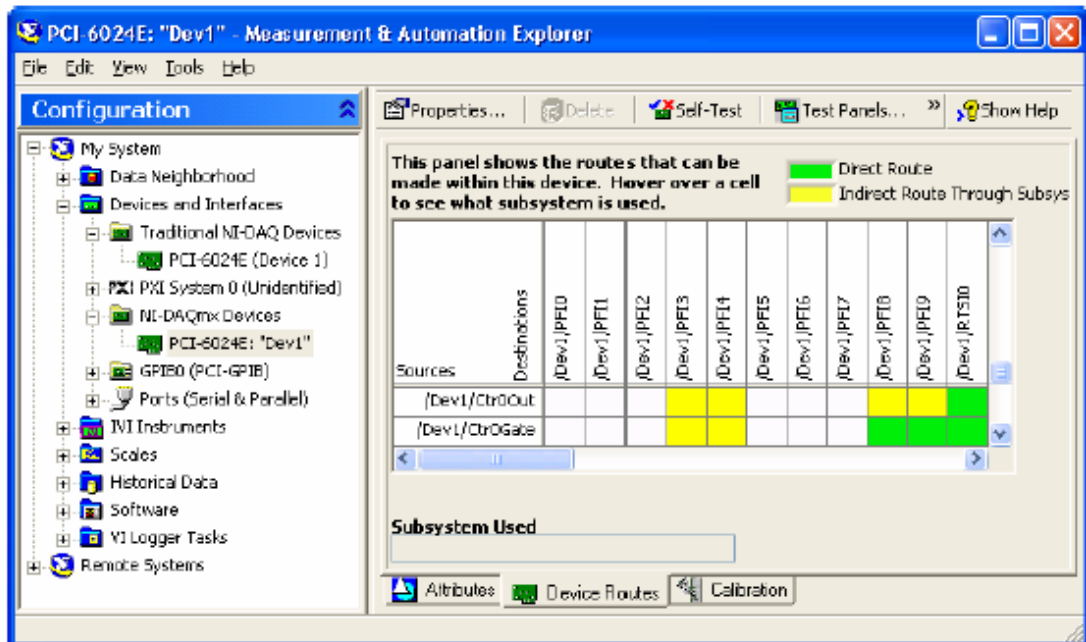 PCI-6024E: "Dev1" - Measurement & Automation Explorer
File Edit View Tools Help
Configuration
My System
Data Neighborhood
Devices and Interfaces
Traditional NI-DAQ Devices
PCI-6024E (Device 1)
PXI PXI System 0 (Unidentified)
NI-DAQmx Devices
PCI-6024E: "Dev1"
GPIB0 (PCI-GPIB)
Ports (Serial & Parallel)
IVI Instruments
Scales
Historical Data
Software
VI Logger Tasks
Remote Systems
Properties... Delete Self-Test Test Panels... » Show Help
This panel shows the routes that can be
made within this device. Hover over a cell
to see what subsystem is used.
Direct Route
Indirect Route Through Subsys
Sources Destinations /Dev1/PFI0 /Dev1/PFI1 /Dev1/PFI2 /Dev1/PFI3 /Dev1/PFI4 /Dev1/PFI5 /Dev1/PFI6 /Dev1/PFI7 /Dev1/PFI8 /Dev1/PFI9 /Dev1/RTSI0
/Dev1/Ctr0Out
/Dev1/Ctr0Gate
Subsystem Used
Attributes Device Routes Calibration